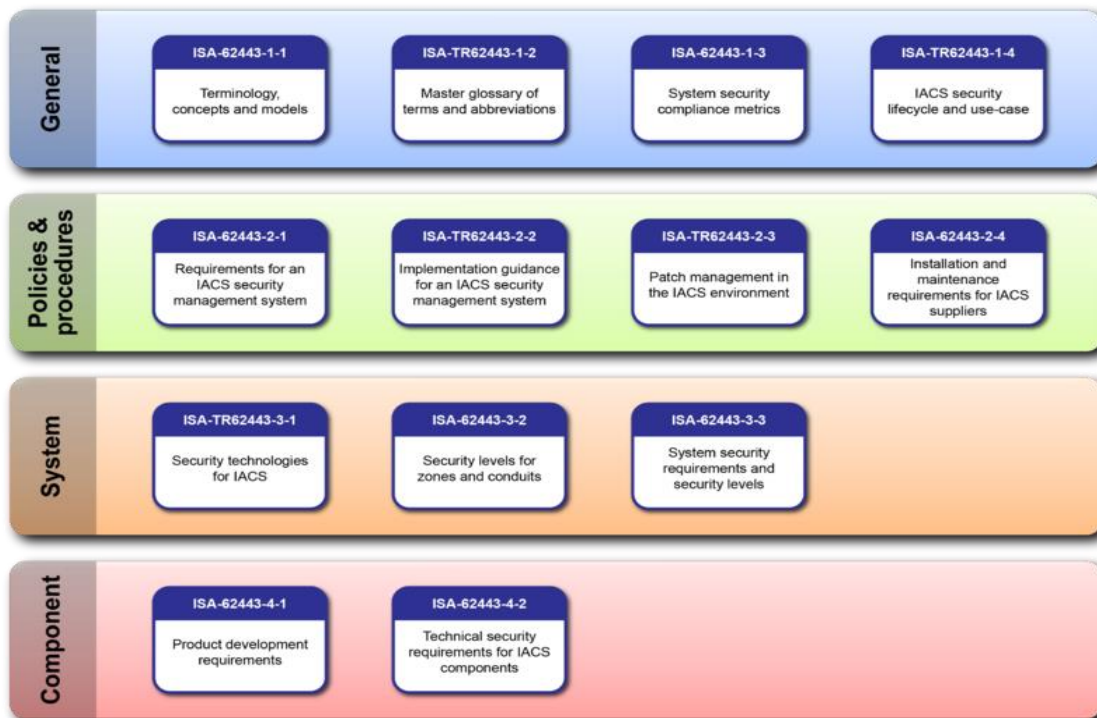 General
ISA-62443-1-1
Terminology,
concepts and models
ISA-TR62443-1-2
Master glossary of
terms and abbreviations
ISA-62443-1-3
System security
compliance metrics
ISA-TR62443-1-4
IACS security
lifecycle and use-case
Policies &
procedures
ISA-62443-2-1
Requirements for an
IACS security
management system
ISA-TR62443-2-2
Implementation guidance
for an IACS security
management system
ISA-TR62443-2-3
Patch management in
the IACS environment
ISA-62443-2-4
Installation and
maintenance
requirements for IACS
suppliers
System
ISA-TR62443-3-1
Security technologies
for IACS
ISA-62443-3-2
Security levels for
zones and conduits
ISA-62443-3-3
System security
requirements and
security levels
Component
ISA-62443-4-1
Product development
requirements
ISA-62443-4-2
Technical security
requirements for IACS
components